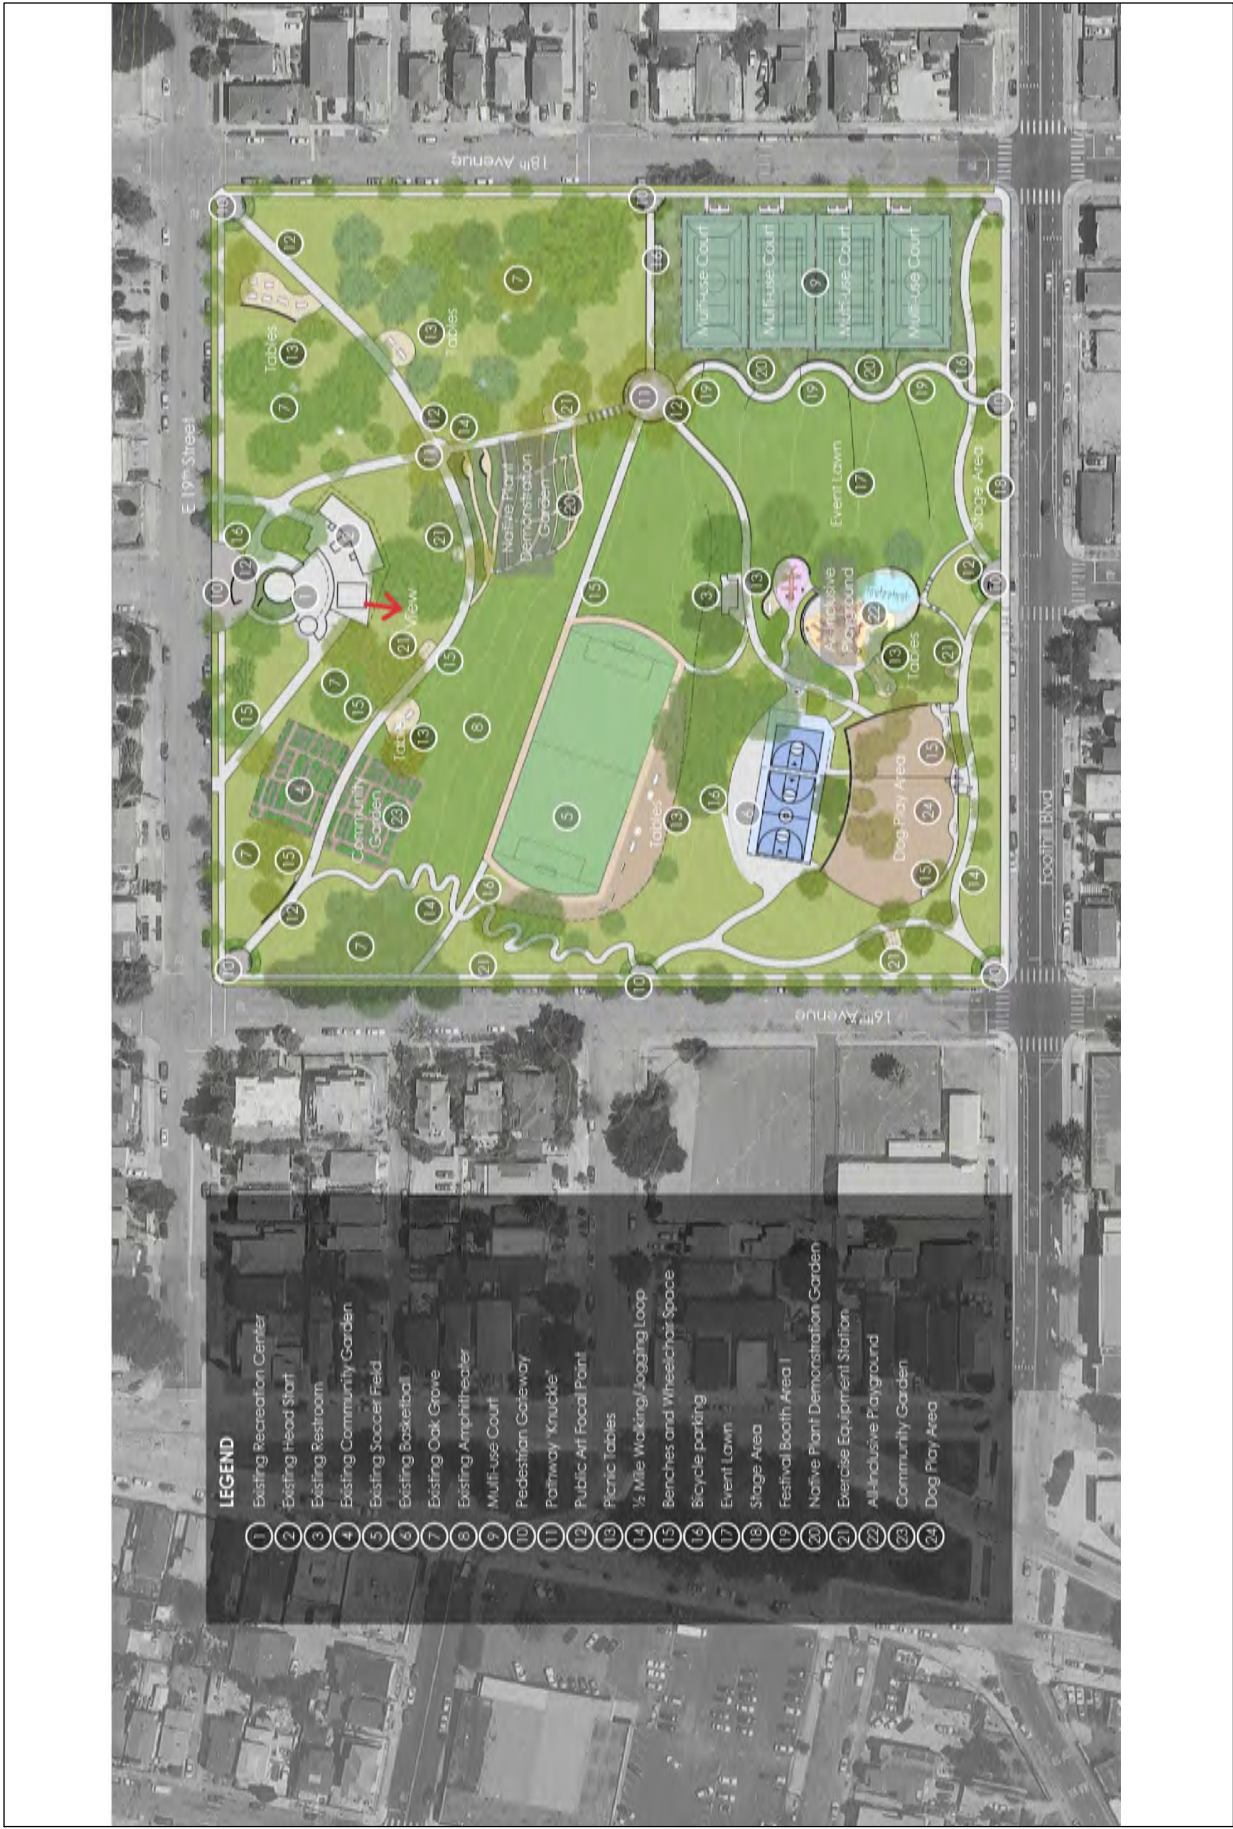 LEGEND
1 Existing Recreation Center
2 Existing Head Start
3 Existing Restroom
4 Existing Community Garden
5 Existing Soccer Field
6 Existing Basketball
7 Existing Oak Grove
8 Existing Amphitheater
9 Multi-use Court
10 Pedestrian Gateway
11 Pathway 'Knuckle'
12 Public Art Focal Point
13 Picnic Tables
14 ½ Mile Walking/Jogging Loop
15 Benches and Wheelchair Space
16 Bicycle parking
17 Event Lawn
18 Stage Area
19 Festival Booth Area I
20 Native Plant Demonstration Garden
21 Exercise Equipment Station
22 All-Inclusive Playground
23 Community Garden
24 Dog Play Area
E 19th Street
18th Avenue
16th Avenue
Foothill Blvd
Tables
Tables
View
Native Plant
Demonstration
Garden
Community
Garden
Tables
Tables
Multi-use Court
Multi-use Court
Multi-use Court
Multi-use Court
Event Lawn
Stage Area
All-Inclusive
Playground
Tables
Dog Play Area